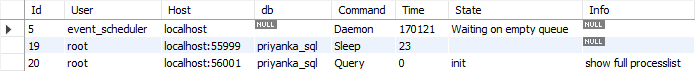 Id User Host db Command Time State Info
5 event_scheduler localhost NULL Daemon 170121 Waiting on empty queue NULL
19 root localhost:55999 priyanka_sql Sleep 23 NULL
20 root localhost:56001 priyanka_sql Query 0 init show full processlist